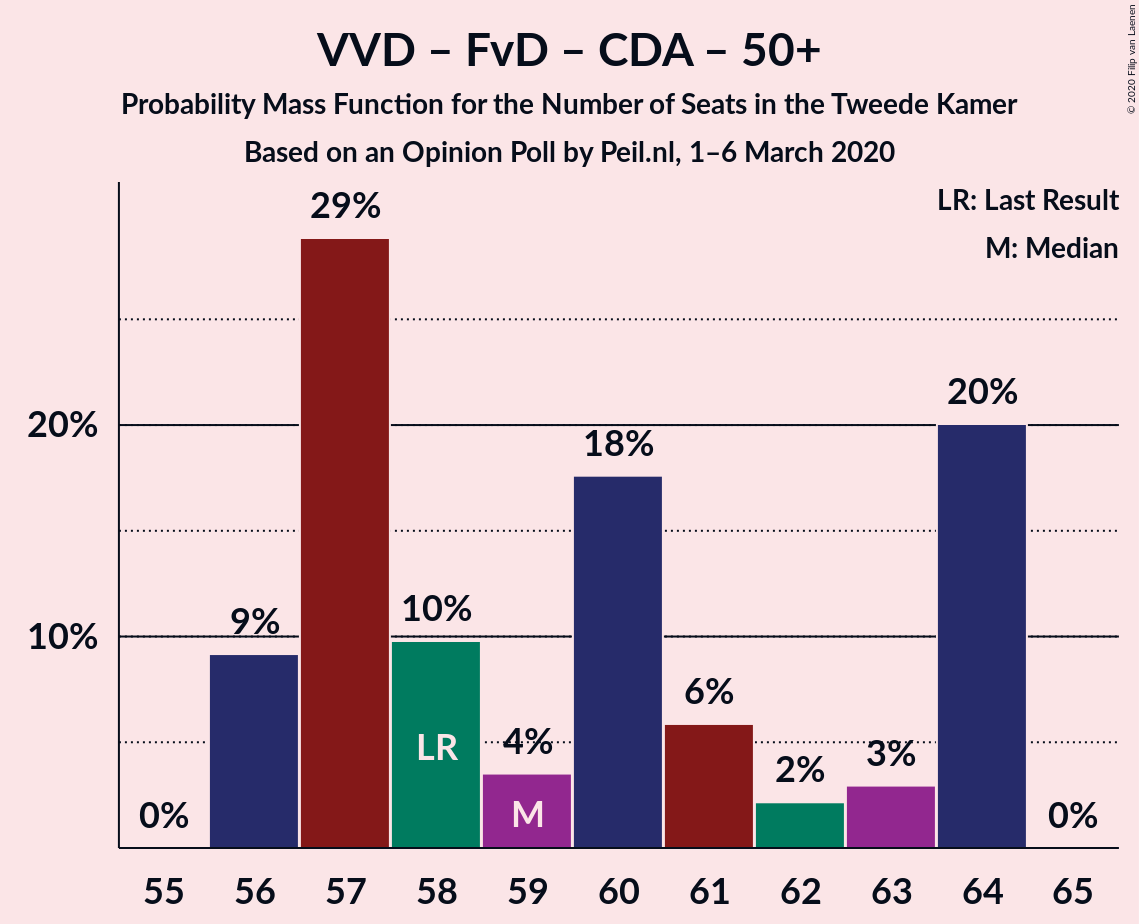 VVD – FvD – CDA – 50+
Probability Mass Function for the Number of Seats in the Tweede Kamer
Based on an Opinion Poll by Peil.nl, 1–6 March 2020
© 2020 Filip van Laenen
LR: Last Result
M: Median
29%
20%
20%
18%
10%
9%
10%
6%
LR
4%
3%
2%
M
0%
0%
55 56 57 58 59 60 61 62 63 64 65